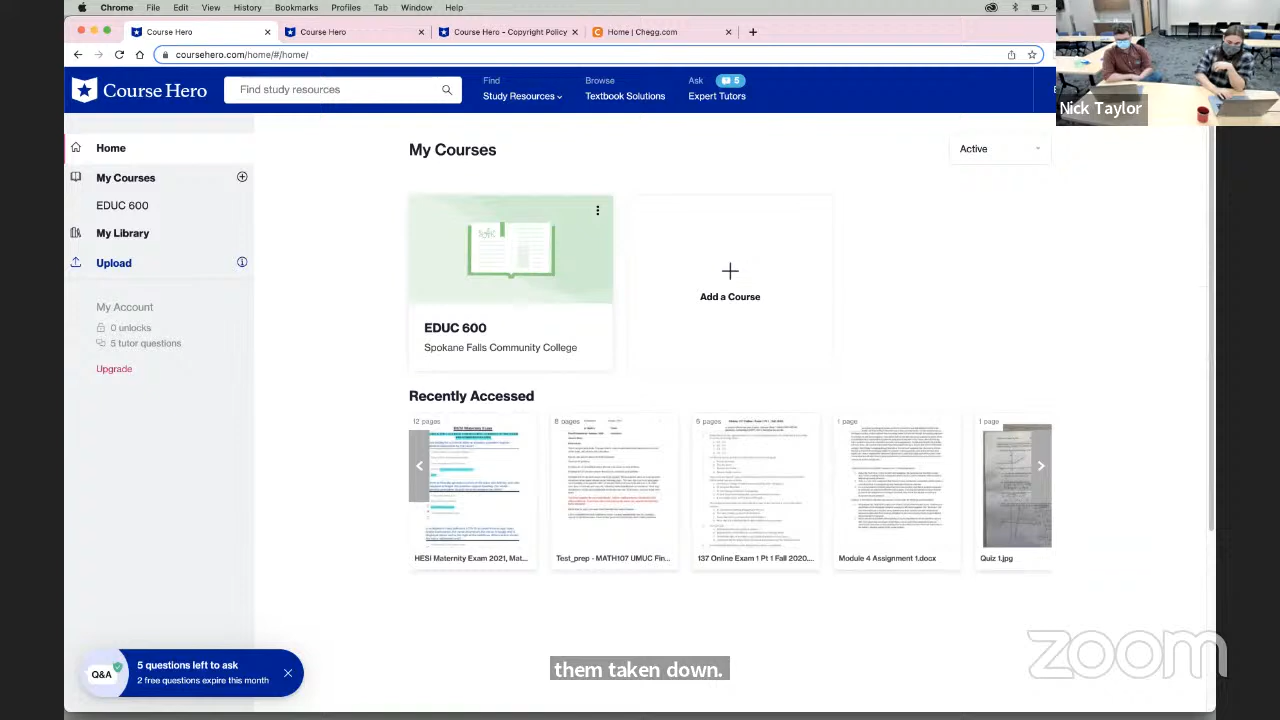 Chrome File Edit View History Bookmarks Profiles Tab Window Help
Course Hero
Course Hero
Course Hero – Copyright Policy
Home | Chegg.com
coursehero.com/home/#/home/
Course Hero
Find study resources
Find
Study Resources
Browse
Textbook Solutions
Ask
5
Expert Tutors
Nick Taylor
Home
My Courses
EDUC 600
My Library
Upload
My Account
0 unlocks
5 tutor questions
Upgrade
My Courses
Active
EDUC 600
Spokane Falls Community College
Add a Course
Recently Accessed
12 pages
HESI Maternity Exam
HESI Maternity Exam 2021, Mat...
8 pages
Test_prep - MATH107 UMUC Fin...
6 pages
137 Online Exam 1 Pt 1 Fall 2020....
1 page
Module 4 Assignment 1.docx
1 page
Quiz 1.jpg
Q&A
5 questions left to ask
2 free questions expire this month
them taken down.
zoom